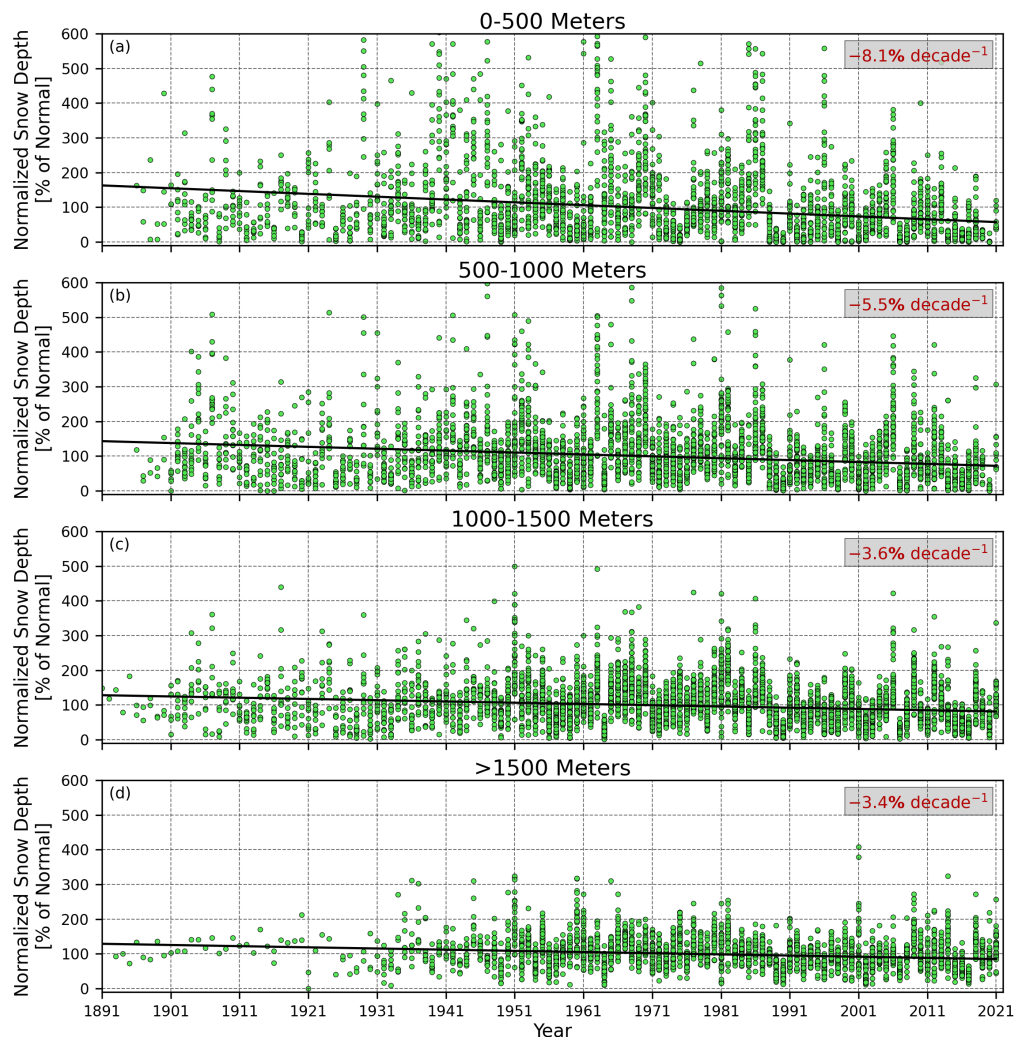 0-500 Meters
(a)
−8.1% decade⁻¹
Normalized Snow Depth
[% of Normal]
600
500
400
300
200
100
0
500-1000 Meters
(b)
−5.5% decade⁻¹
Normalized Snow Depth
[% of Normal]
600
500
400
300
200
100
0
1000-1500 Meters
(c)
−3.6% decade⁻¹
Normalized Snow Depth
[% of Normal]
600
500
400
300
200
100
0
>1500 Meters
(d)
−3.4% decade⁻¹
Normalized Snow Depth
[% of Normal]
600
500
400
300
200
100
0
1891 1901 1911 1921 1931 1941 1951 1961 1971 1981 1991 2001 2011 2021
Year